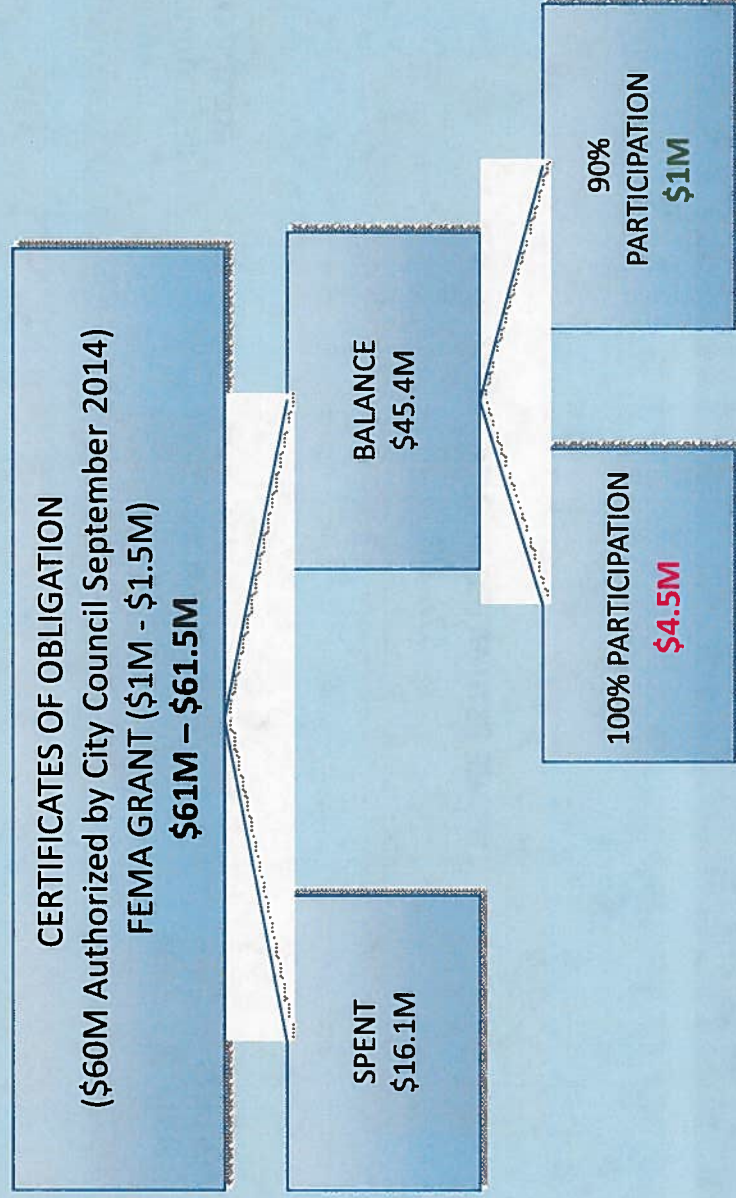 CERTIFICATES OF OBLIGATION
($60M Authorized by City Council September 2014)
FEMA GRANT ($1M - $1.5M)
$61M – $61.5M
SPENT
$16.1M
BALANCE
$45.4M
100% PARTICIPATION
$4.5M
90%
PARTICIPATION
$1M